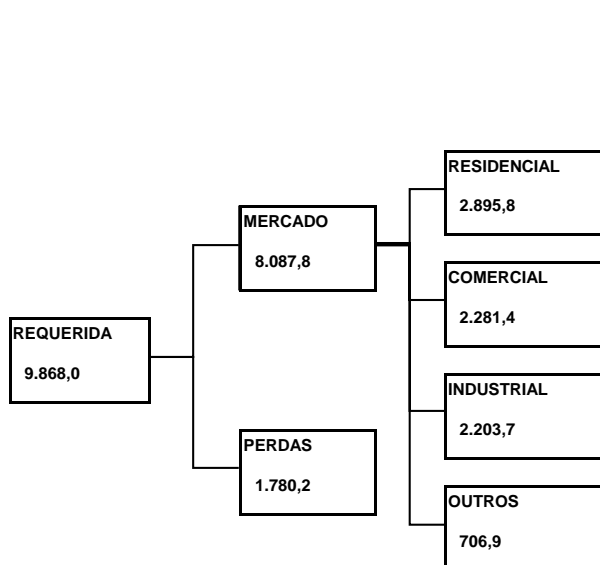 REQUERIDA
9.868,0
MERCADO
8.087,8
PERDAS
1.780,2
RESIDENCIAL
2.895,8
COMERCIAL
2.281,4
INDUSTRIAL
2.203,7
OUTROS
706,9